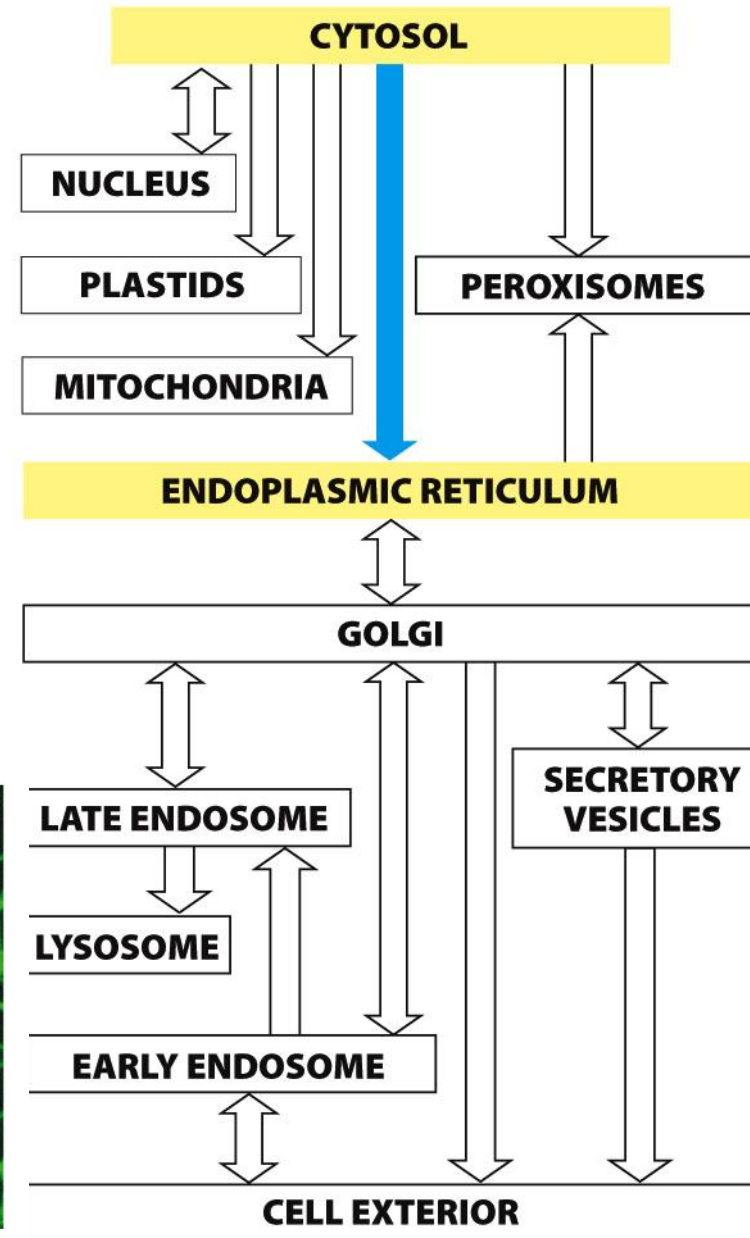 CYTOSOL
NUCLEUS
PLASTIDS
PEROXISOMES
MITOCHONDRIA
ENDOPLASMIC RETICULUM
GOLGI
SECRETORY
VESICLES
LATE ENDOSOME
LYSOSOME
EARLY ENDOSOME
CELL EXTERIOR